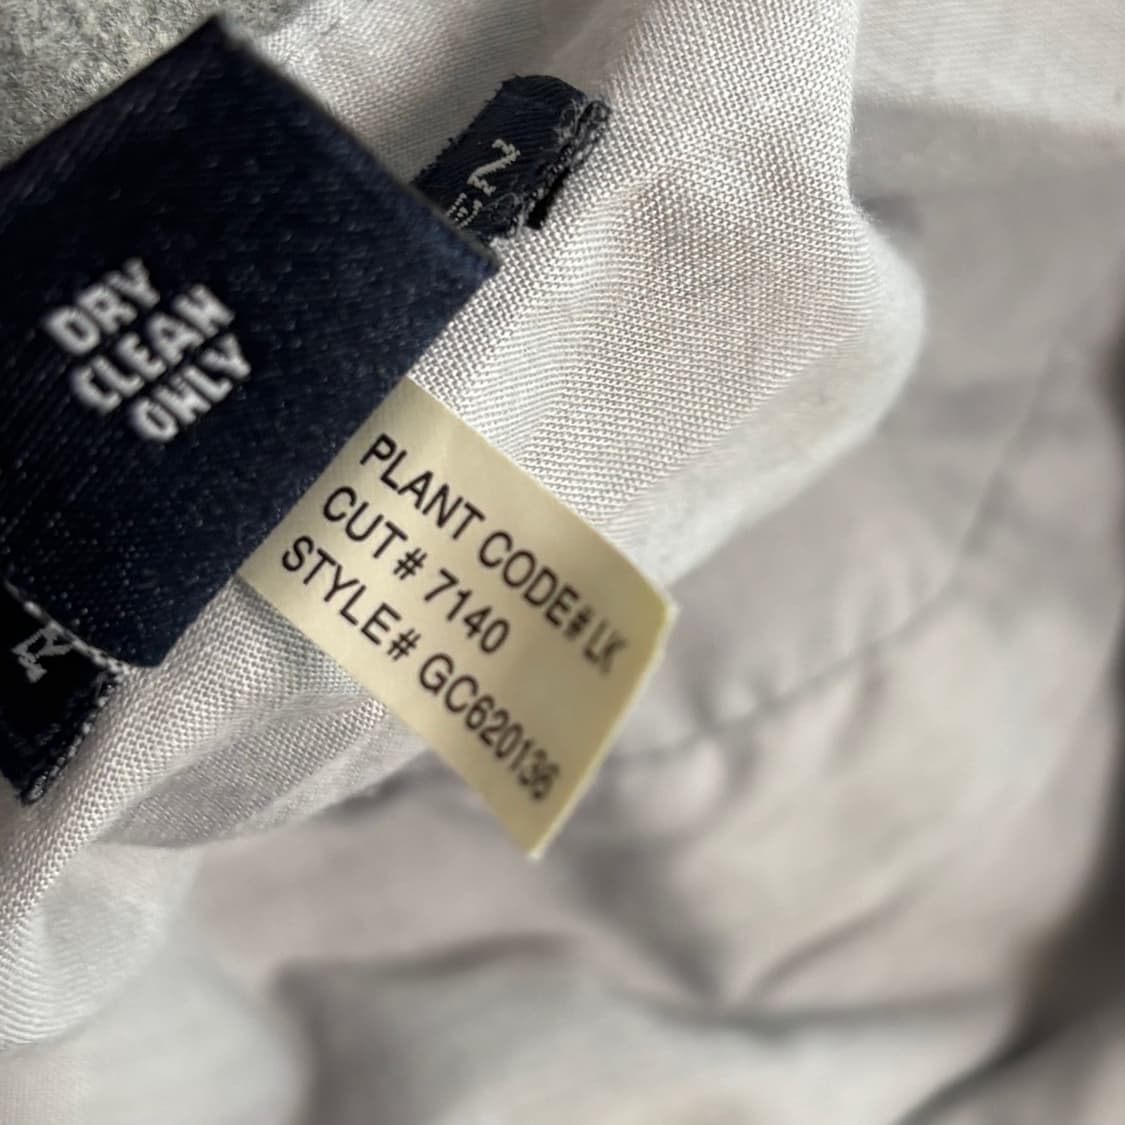 DRY
CLEAN
ONLY
PLANT CODE# LK
CUT# 7140
STYLE# GC620136